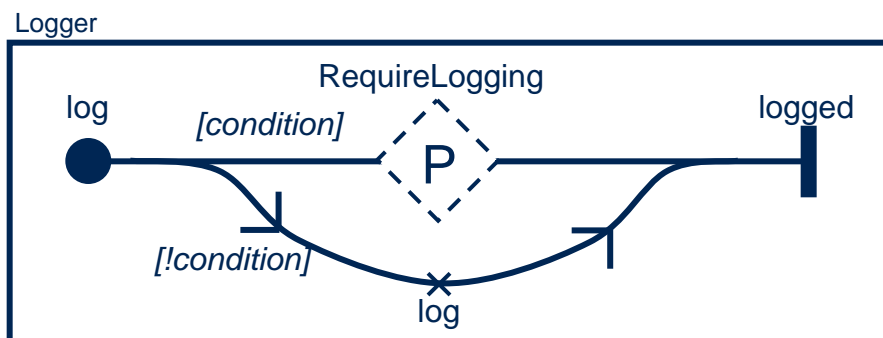 Logger
RequireLogging
log
[condition]
logged
P
[!condition]
log